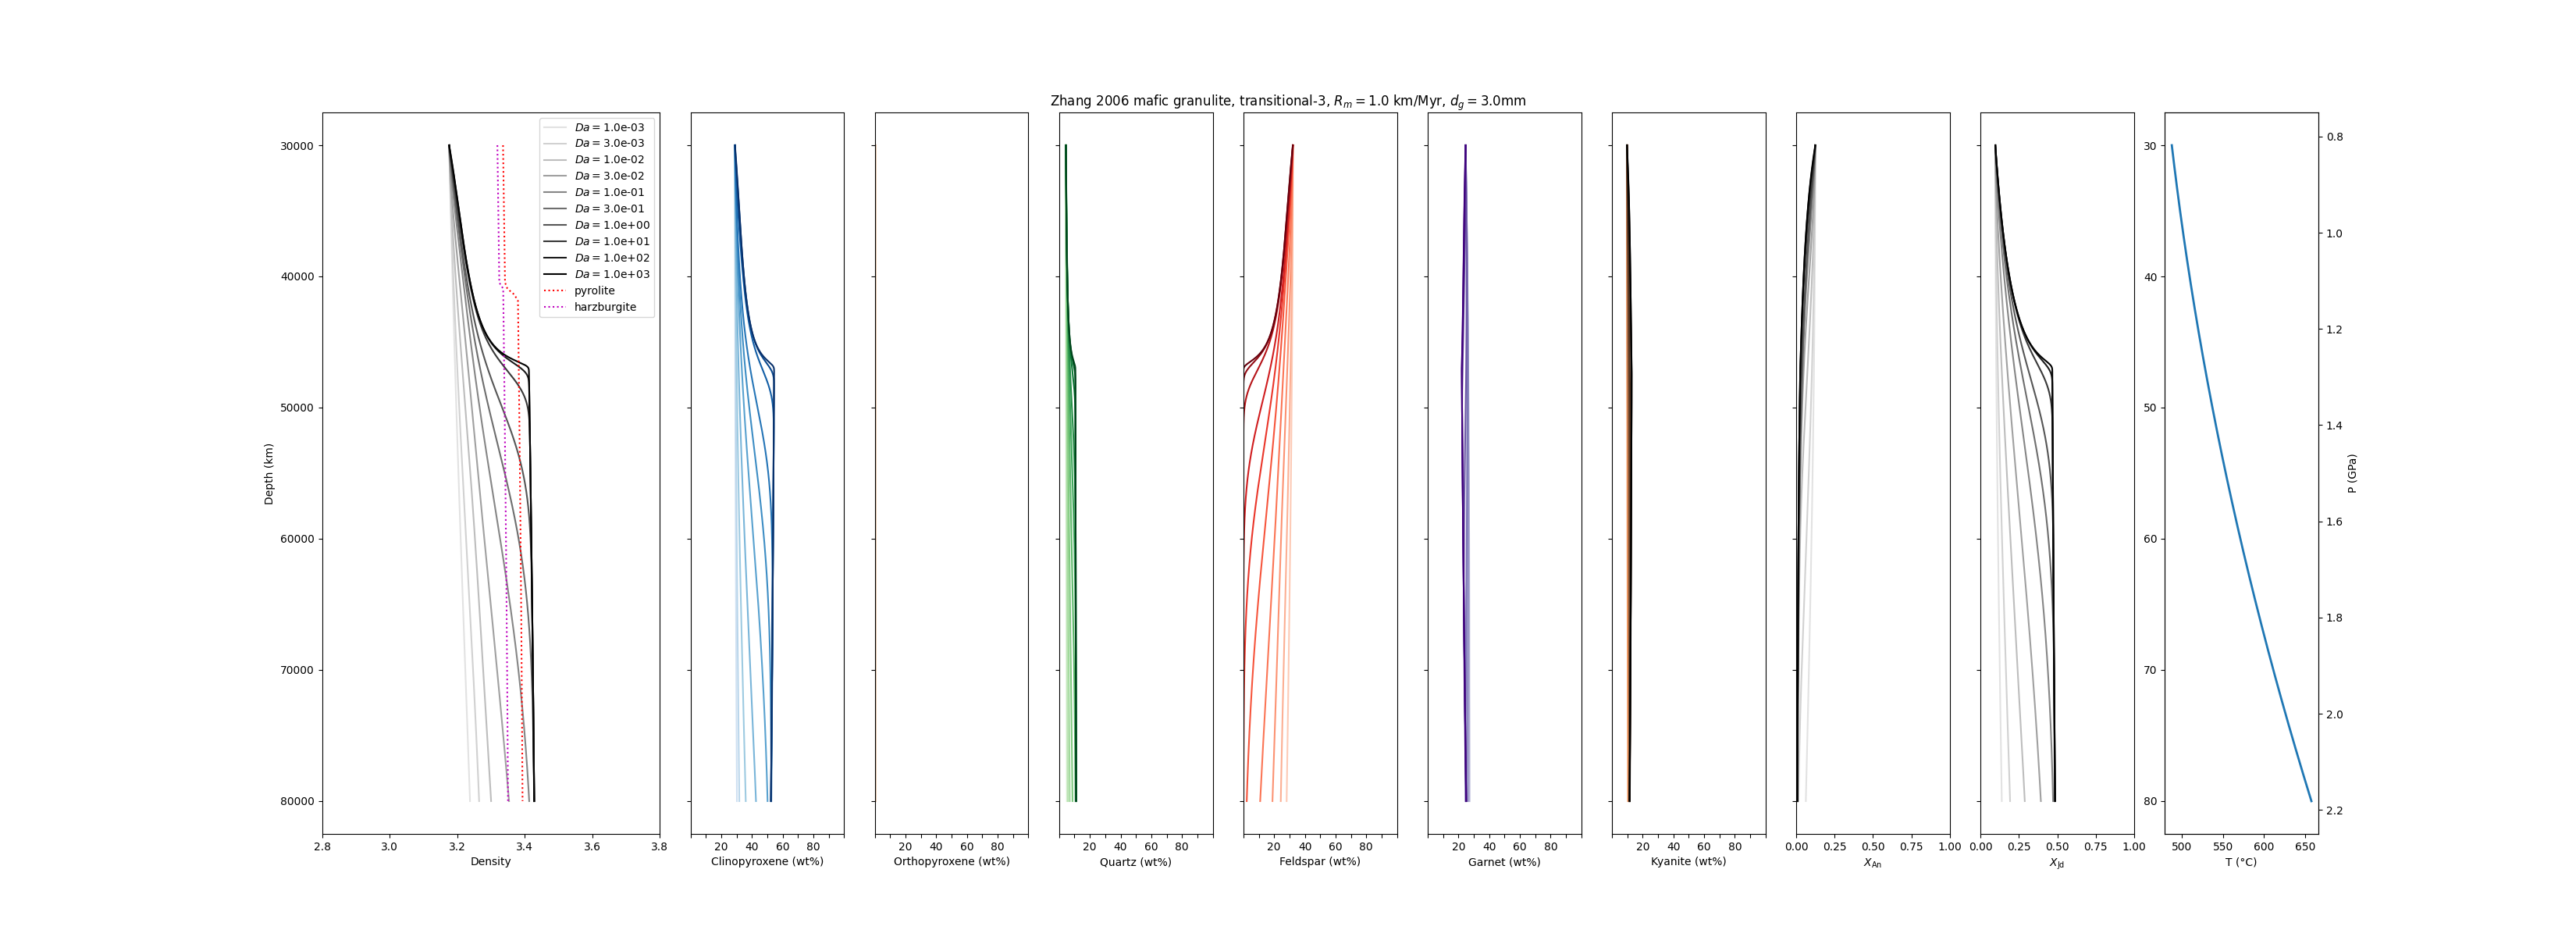 Zhang 2006 mafic granulite, transitional-3, R_m = 1.0 km/Myr, d_g = 3.0mm
Da = 1.0e-03
Da = 3.0e-03
Da = 1.0e-02
Da = 3.0e-02
Da = 1.0e-01
Da = 3.0e-01
Da = 1.0e+00
Da = 1.0e+01
Da = 1.0e+02
Da = 1.0e+03
pyrolite
harzburgite
Depth (km)
30000
40000
50000
60000
70000
80000
2.8 3.0 3.2 3.4 3.6 3.8
Density
20 40 60 80
Clinopyroxene (wt%)
20 40 60 80
Orthopyroxene (wt%)
20 40 60 80
Quartz (wt%)
20 40 60 80
Feldspar (wt%)
20 40 60 80
Garnet (wt%)
20 40 60 80
Kyanite (wt%)
0.00 0.25 0.50 0.75 1.00
X_An
0.00 0.25 0.50 0.75 1.00
X_Jd
30
40
50
60
70
80
500 550 600 650
T (°C)
0.8
1.0
1.2
1.4
1.6
1.8
2.0
2.2
P (GPa)